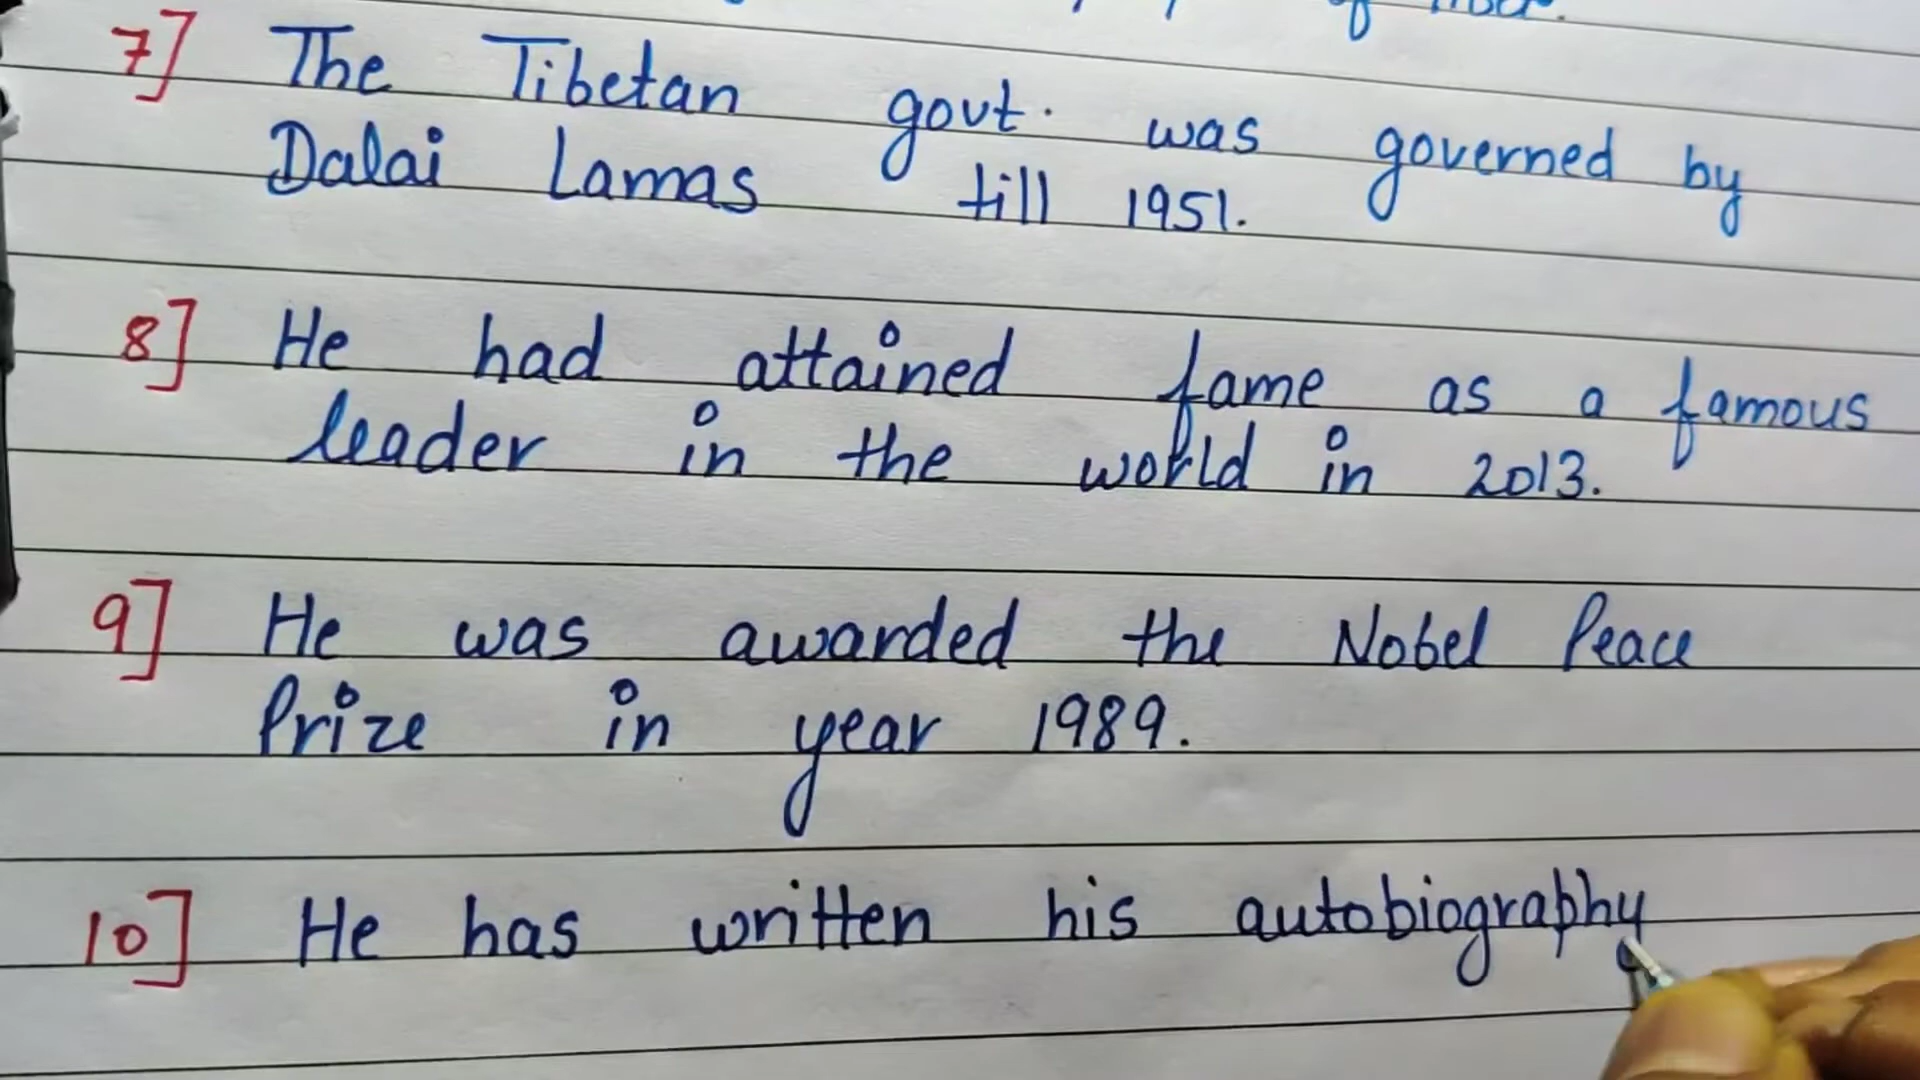 7] The Tibetan govt. was governed by
Dalai Lamas till 1951.
8] He had attained fame as a famous
leader in the world in 2013.
9] He was awarded the Nobel Peace
Prize in year 1989.
10] He has written his autobiography